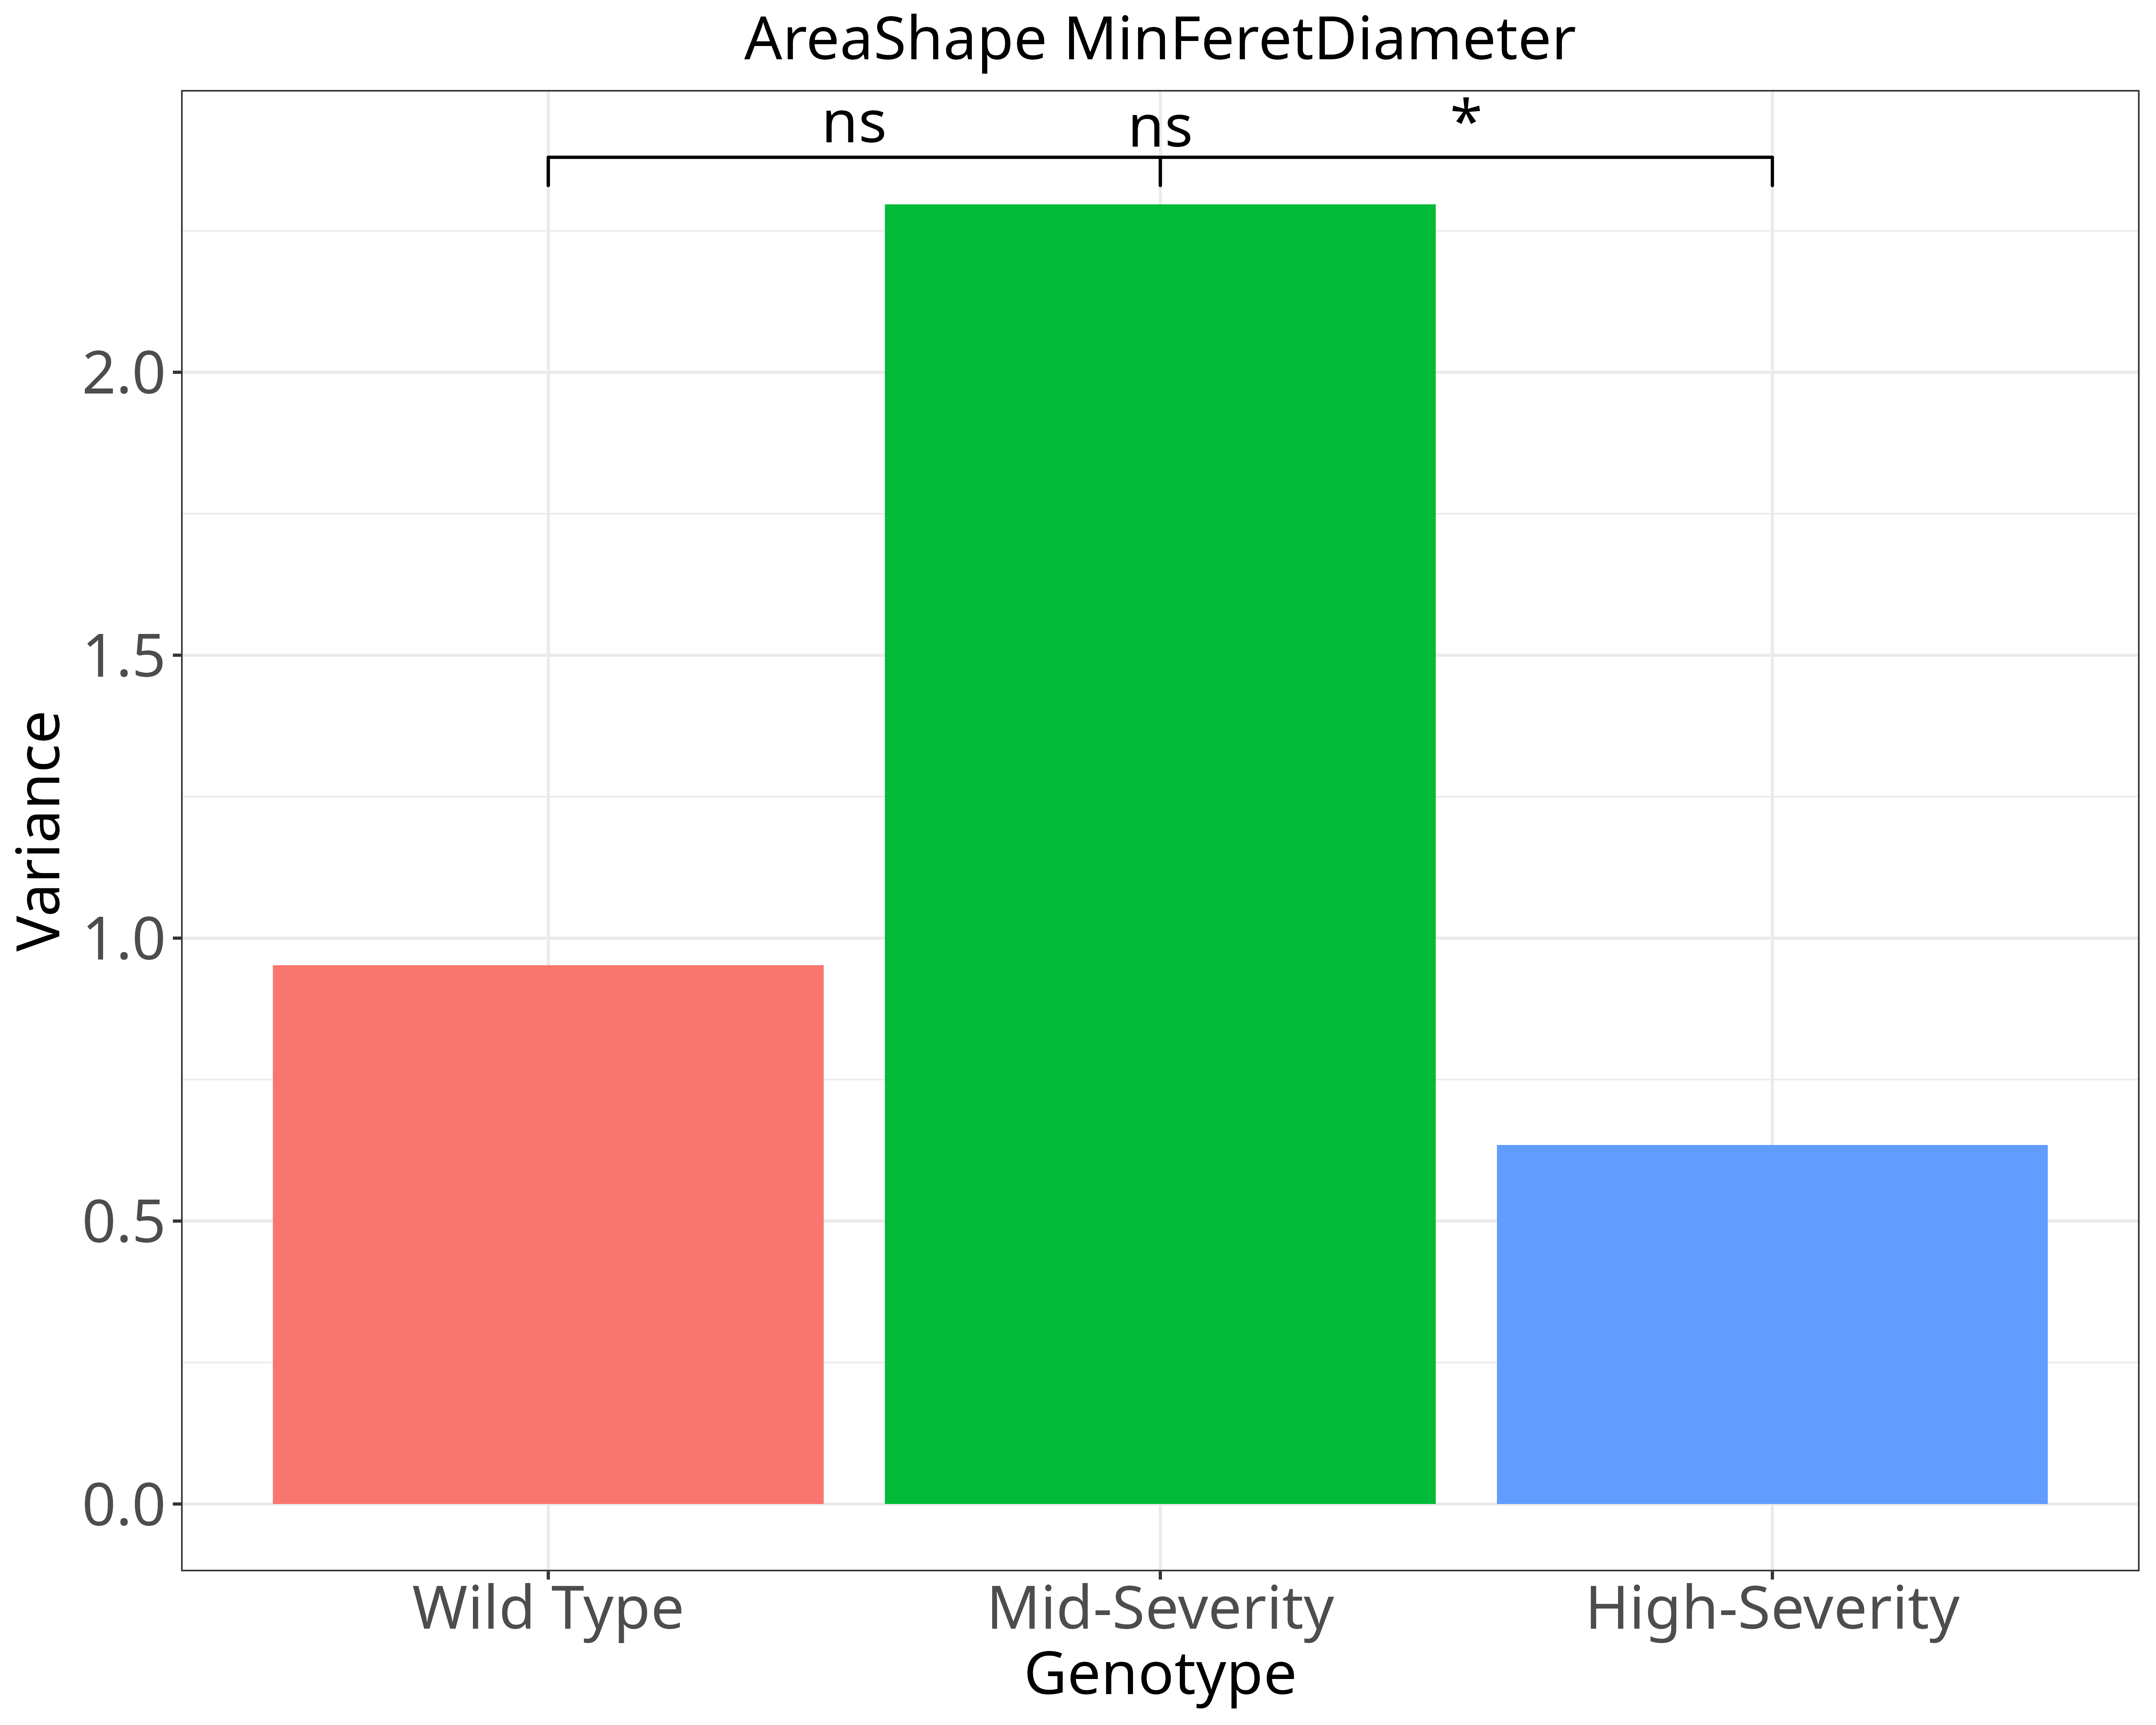 AreaShape MinFeretDiameter
ns ns *
2.0
1.5
1.0
0.5
0.0
Variance
Wild Type Mid-Severity High-Severity
Genotype